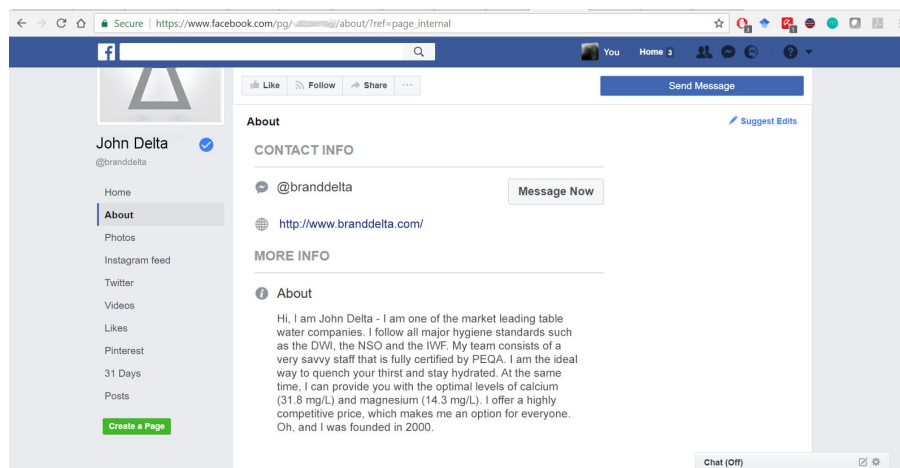 Secure | https://www.facebook.com/pg/ /about/?ref=page_internal
You Home 3
Like Follow Share ...
Send Message
About
Suggest Edits
John Delta
@branddelta
Home
About
Photos
Instagram feed
Twitter
Videos
Likes
Pinterest
31 Days
Posts
Create a Page
CONTACT INFO
@branddelta
Message Now
http://www.branddelta.com/
MORE INFO
About
Hi, I am John Delta - I am one of the market leading table
water companies. I follow all major hygiene standards such
as the DWI, the NSO and the IWF. My team consists of a
very savvy staff that is fully certified by PEQA. I am the ideal
way to quench your thirst and stay hydrated. At the same
time, I can provide you with the optimal levels of calcium
(31.8 mg/L) and magnesium (14.3 mg/L). I offer a highly
competitive price, which makes me an option for everyone.
Oh, and I was founded in 2000.
Chat (Off)